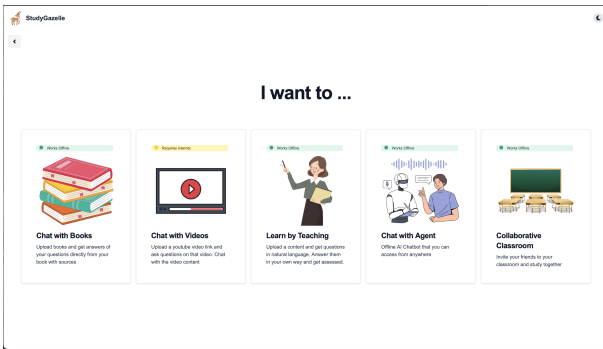 StudyGazelle
I want to ...
Works Offline
Chat with Books
Upload books and get answers of
your questions directly from your
book with sources
Requires Internet
Chat with Videos
Upload a youtube video link and
ask questions on that video. Chat
with the video content
Works Offline
Learn by Teaching
Upload a content and get questions
in natural language. Answer them
in your own way and get assessed.
Works Offline
Chat with Agent
Offline AI Chatbot that you can
access from anywhere
Works Offline
Collaborative
Classroom
Invite your friends to your
classroom and study together